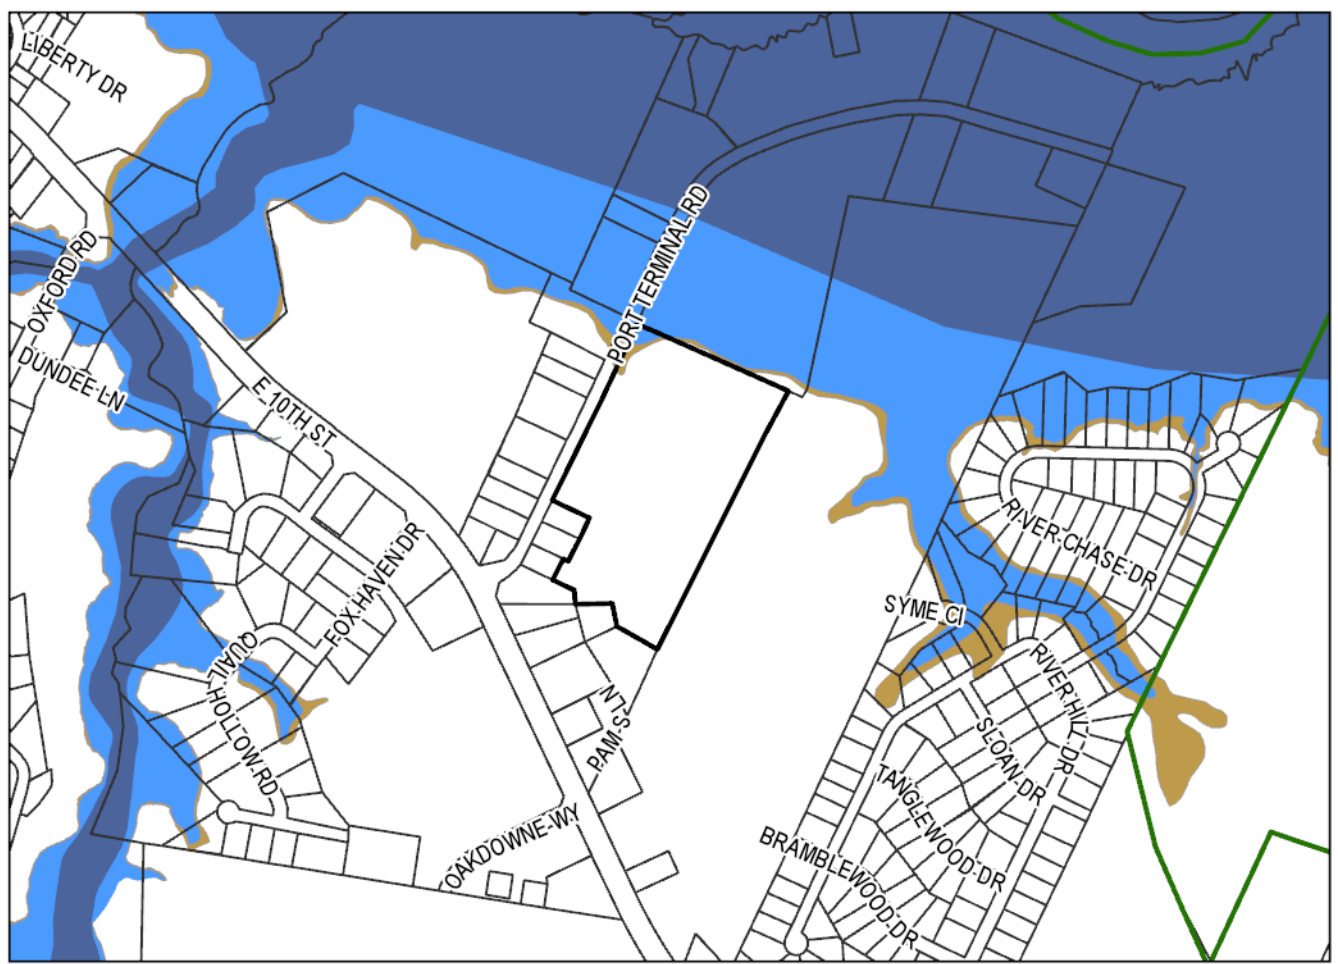 LIBERTY DR
OXFORD RD
DUNDEE LN
E 10TH ST
PORT TERMINAL RD
FOX HAVEN DR
QUAIL HOLLOW RD
PAM S LN
OAKDOWNE WY
RIVER CHASE DR
SYME CI
RIVER HILL DR
SLOAN DR
TANGLEWOOD DR
BRAMBLEWOOD DR